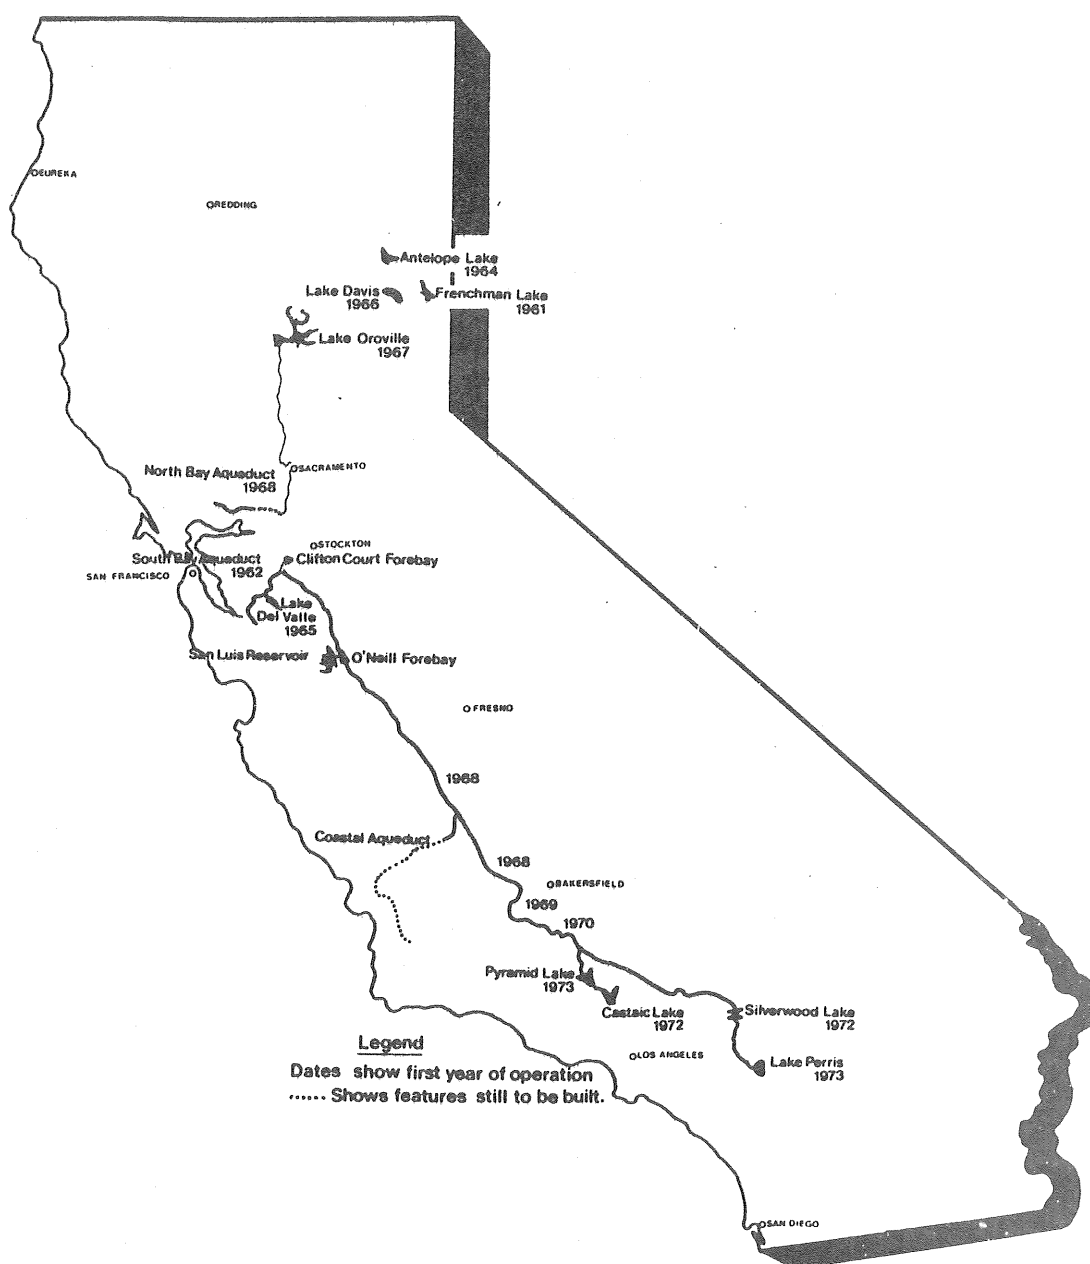 EUREKA
REDDING
Antelope Lake
1964
Lake Davis
1966
Frenchman Lake
1961
Lake Oroville
1967
North Bay Aqueduct
1968
SACRAMENTO
STOCKTON
South Bay Aqueduct
1962
Clifton Court Forebay
SAN FRANCISCO
Lake
Del Valle
1965
San Luis Reservoir
O'Neill Forebay
FRESNO
1968
Coastal Aqueduct
1968
BAKERSFIELD
1969
1970
Pyramid Lake
1973
Castaic Lake
1972
Silverwood Lake
1972
LOS ANGELES
Lake Perris
1973
Legend
Dates show first year of operation
...... Shows features still to be built.
SAN DIEGO